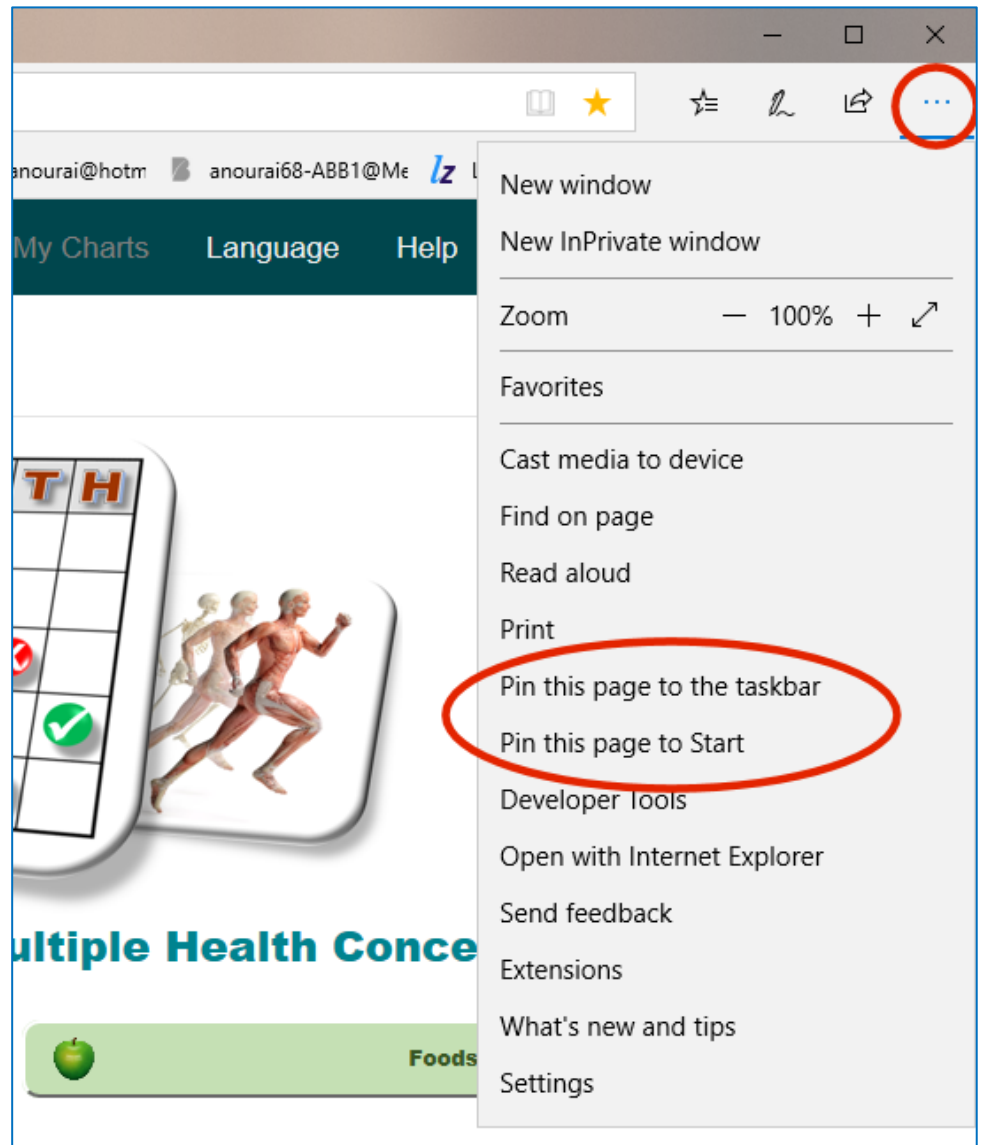 anourai@hotm anourai68-ABB1@Me lz L
My Charts Language Help
New window
New InPrivate window
Zoom — 100% +
Favorites
Cast media to device
Find on page
Read aloud
Print
Pin this page to the taskbar
Pin this page to Start
Developer Tools
Open with Internet Explorer
Send feedback
Extensions
What's new and tips
Settings
T H
ultiple Health Conce
Foods